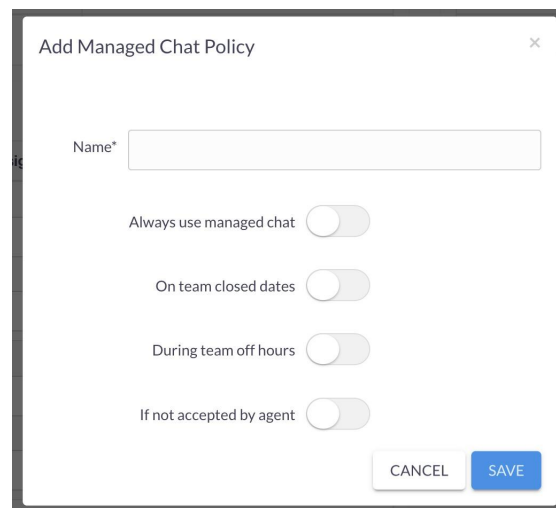 Add Managed Chat Policy
×
Name*
Always use managed chat
On team closed dates
During team off hours
If not accepted by agent
CANCEL
SAVE